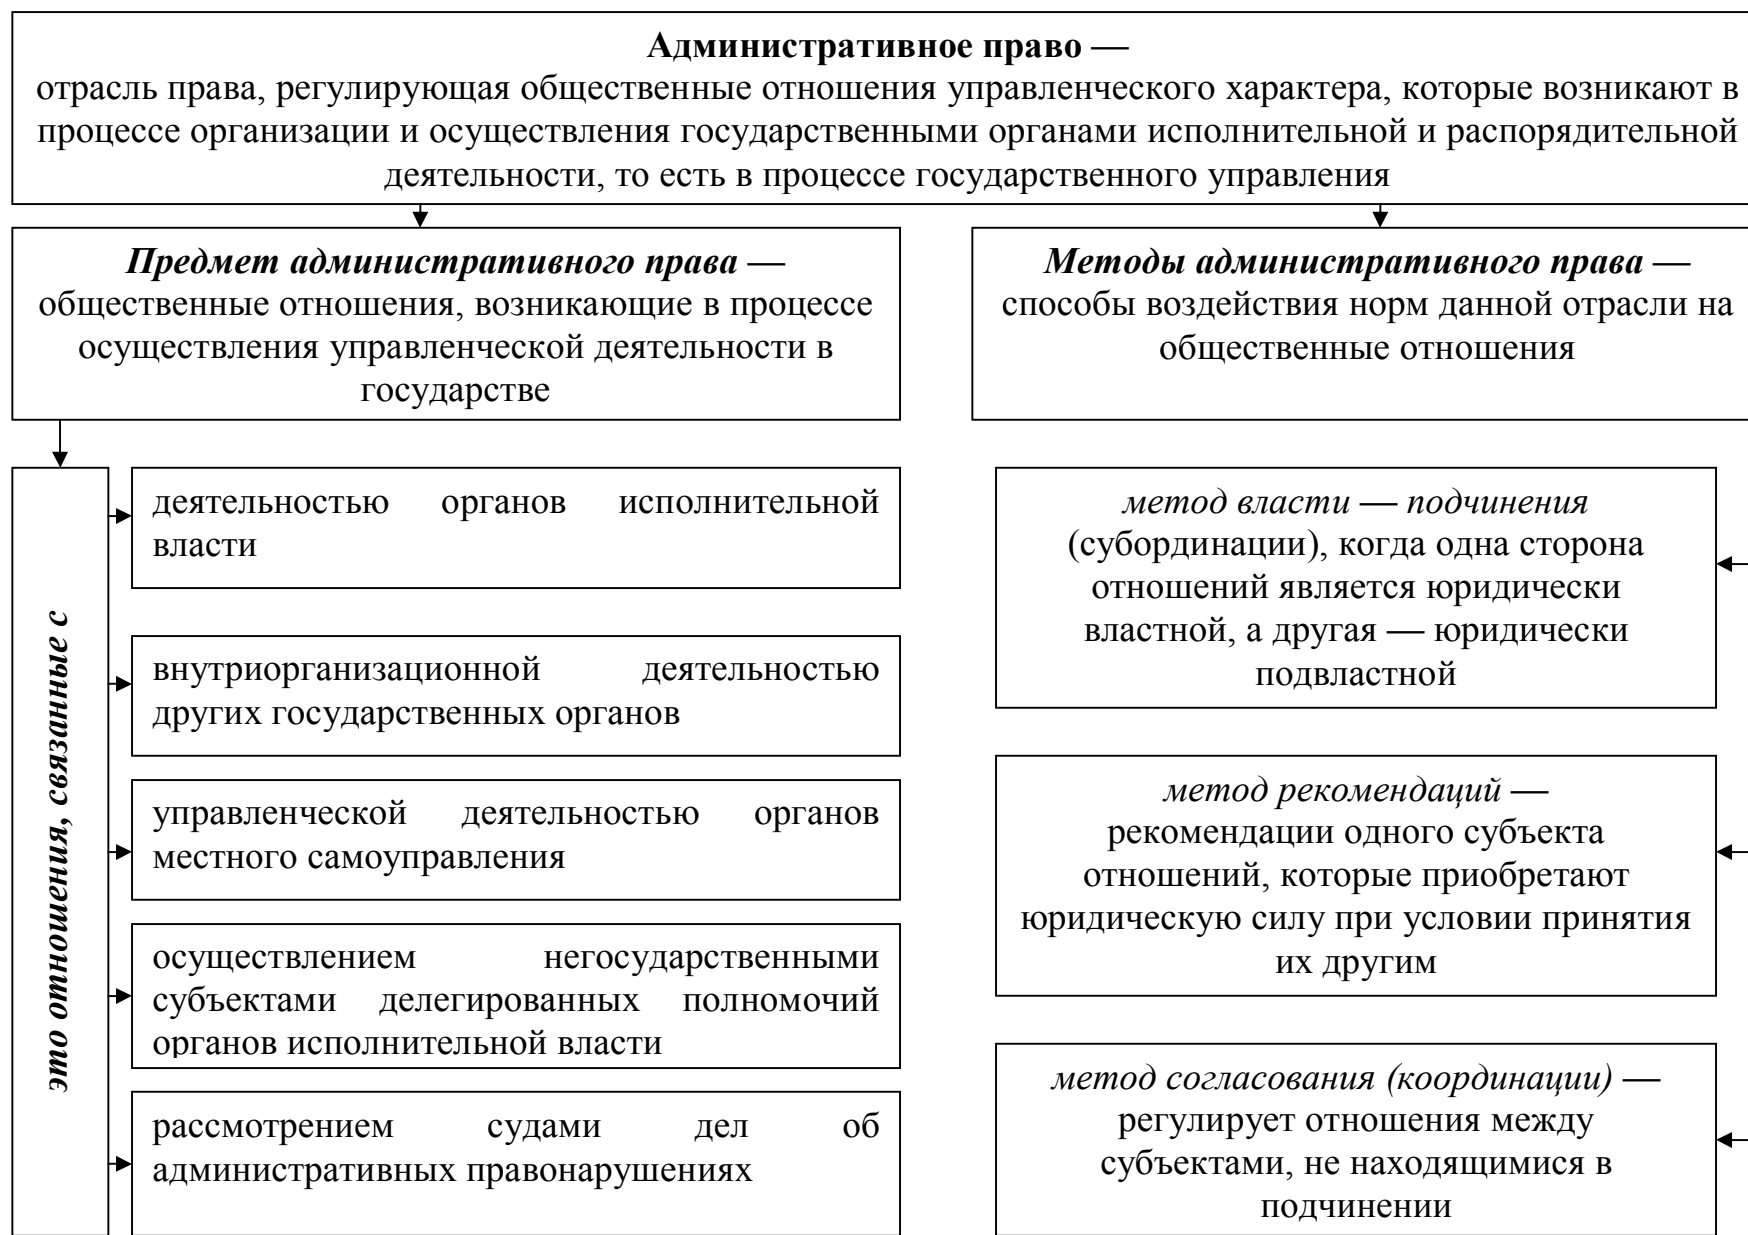 Административное право —
отрасль права, регулирующая общественные отношения управленческого характера, которые возникают в
процессе организации и осуществления государственными органами исполнительной и распорядительной
деятельности, то есть в процессе государственного управления
Предмет административного права —
общественные отношения, возникающие в процессе
осуществления управленческой деятельности в
государстве
Методы административного права —
способы воздействия норм данной отрасли на
общественные отношения
это отношения, связанные с
деятельностью органов исполнительной
власти
внутриорганизационной деятельностью
других государственных органов
управленческой деятельностью органов
местного самоуправления
осуществлением негосударственными
субъектами делегированных полномочий
органов исполнительной власти
рассмотрением судами дел об
административных правонарушениях
метод власти — подчинения
(субординации), когда одна сторона
отношений является юридически
властной, а другая — юридически
подвластной
метод рекомендаций —
рекомендации одного субъекта
отношений, которые приобретают
юридическую силу при условии принятия
их другим
метод согласования (координации) —
регулирует отношения между
субъектами, не находящимися в
подчинении